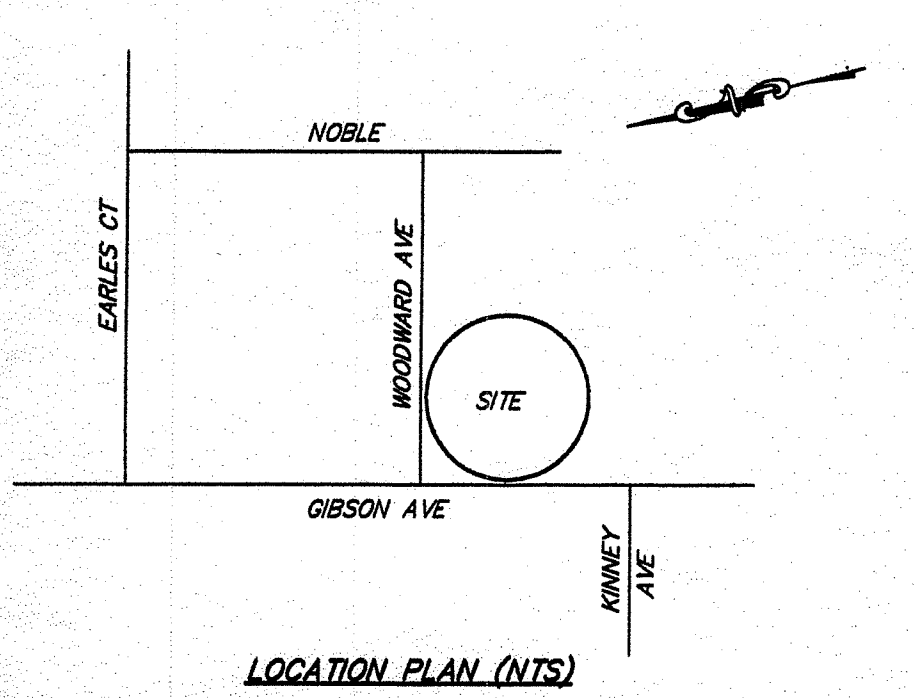 NOBLE
EARLES CT
WOODWARD AVE
SITE
GIBSON AVE
KINNEY
AVE
LOCATION PLAN (NTS)